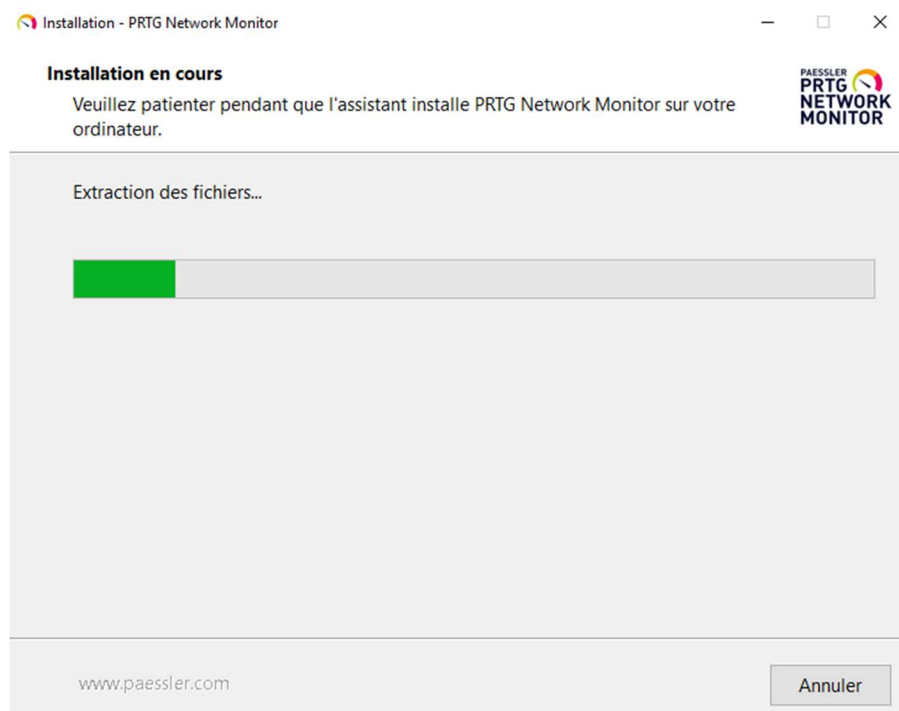 Installation - PRTG Network Monitor
Installation en cours
Veuillez patienter pendant que l'assistant installe PRTG Network Monitor sur votre
ordinateur.
PAESSLER
PRTG
NETWORK
MONITOR
Extraction des fichiers...
www.paessler.com
Annuler